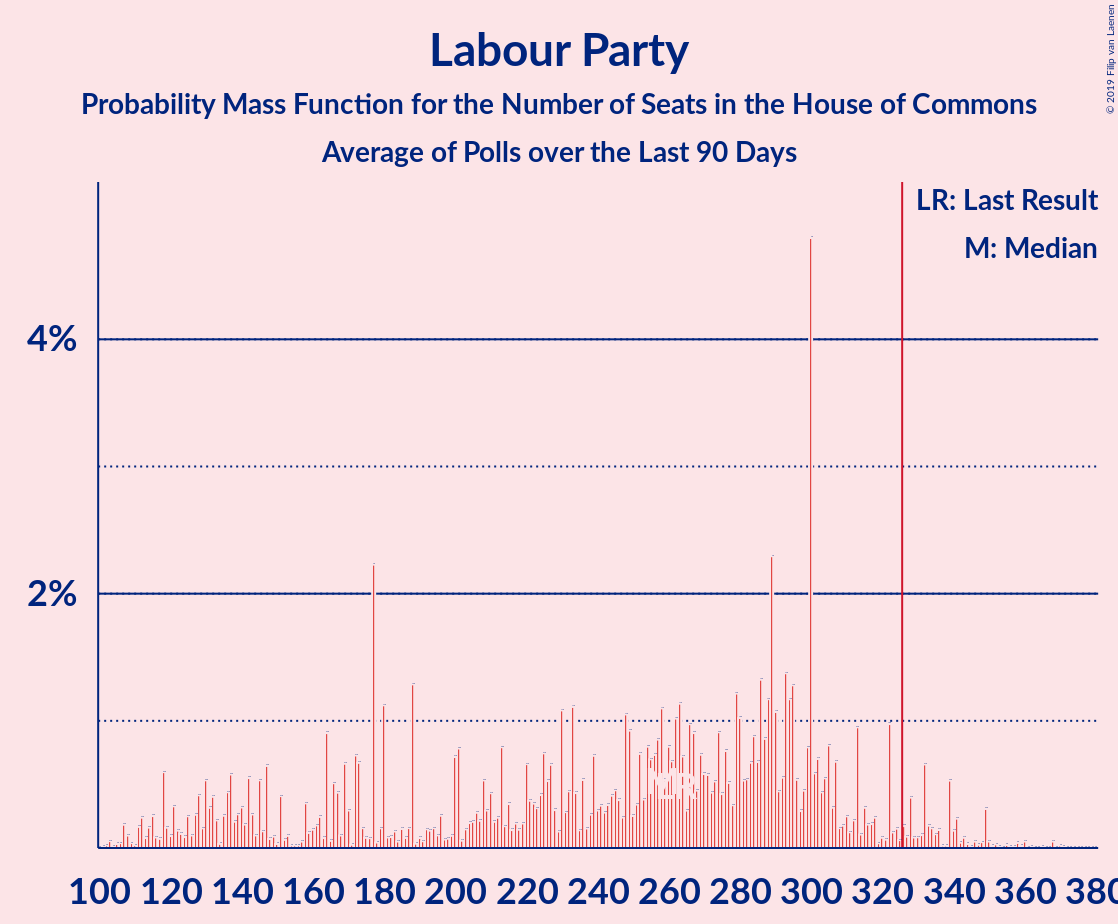 Labour Party
Probability Mass Function for the Number of Seats in the House of Commons
Average of Polls over the Last 90 Days
© 2019 Filip van Laenen
LR: Last Result
M: Median
4%
2%
100 120 140 160 180 200 220 240 260 280 300 320 340 360 380